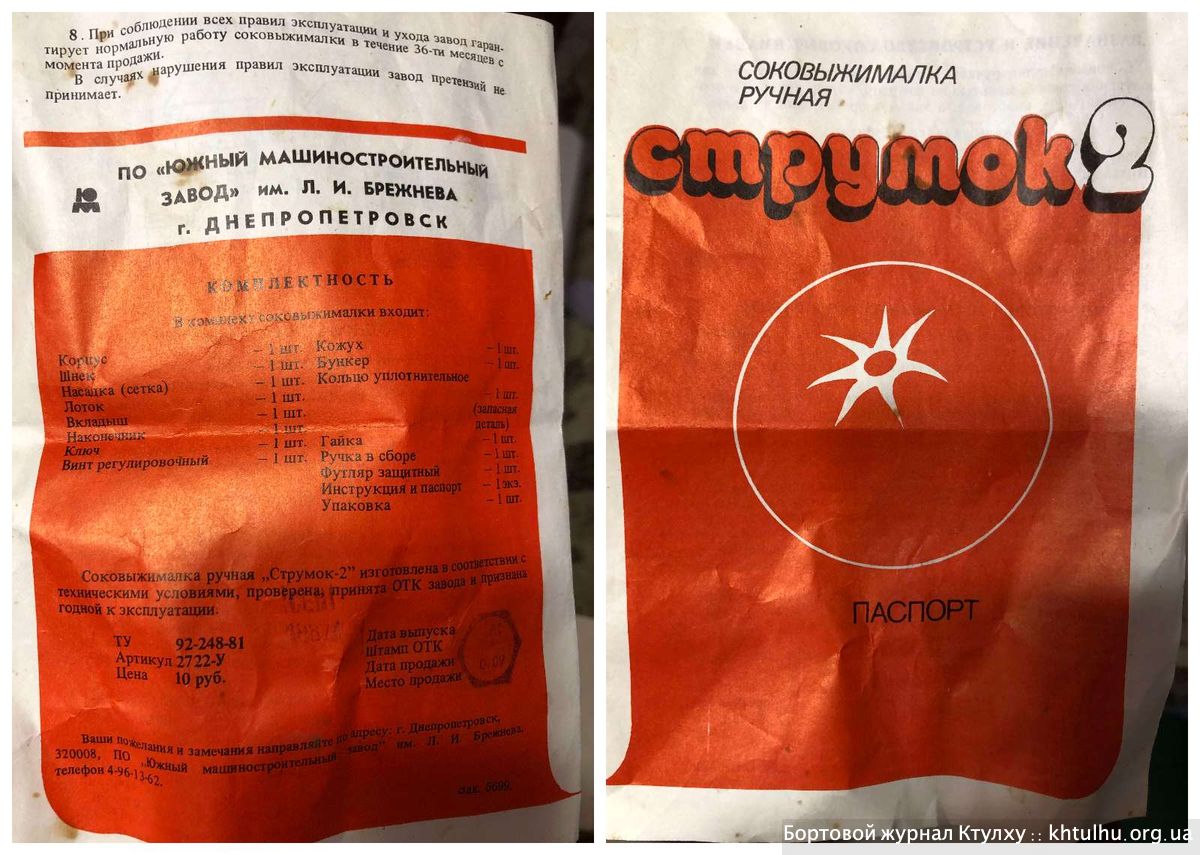 8. При соблюдении всех правил эксплуатации и ухода завод гаран-
тирует нормальную работу соковыжималки в течение 36-ти месяцев с
момента продажи.
В случаях нарушения правил эксплуатации завод претензий не
принимает.
ЮМ
ПО «ЮЖНЫЙ МАШИНОСТРОИТЕЛЬНЫЙ
ЗАВОД» ИМ. Л. И. БРЕЖНЕВА
г. ДНЕПРОПЕТРОВСК
КОМПЛЕКТНОСТЬ
В комплект соковыжималки входит:
Корпус – 1 шт.
Шнек – 1 шт.
Насадка (сетка) – 1 шт.
Лоток – 1 шт.
Вкладыш – 1 шт.
Наконечник – 1 шт.
Ключ – 1 шт.
Винт регулировочный – 1 шт.
Кожух – 1 шт.
Бункер – 1 шт.
Кольцо уплотнительное
– 1 шт.
(запасная
деталь)
Гайка – 1 шт.
Ручка в сборе – 1 шт.
Футляр защитный – 1 шт.
Инструкция и паспорт – 1 экз.
Упаковка – 1 шт.
Соковыжималка ручная „Струмок-2” изготовлена в соответствии с
техническими условиями, проверена, принята ОТК завода и признана
годной к эксплуатации:
ТУ 92-248-81
Артикул 2722-У
Цена 10 руб.
Дата выпуска
Штамп ОТК
Дата продажи
Место продажи
Ваши пожелания и замечания направляйте по адресу: г. Днепропетровск,
320008, ПО „Южный машиностроительный завод” им. Л. И. Брежнева,
телефон 4-96-13-62.
зак. 5699.
СОКОВЫЖИМАЛКА
РУЧНАЯ
струмок 2
ПАСПОРТ
Бортовой журнал Ктулху :: khtulhu.org.ua